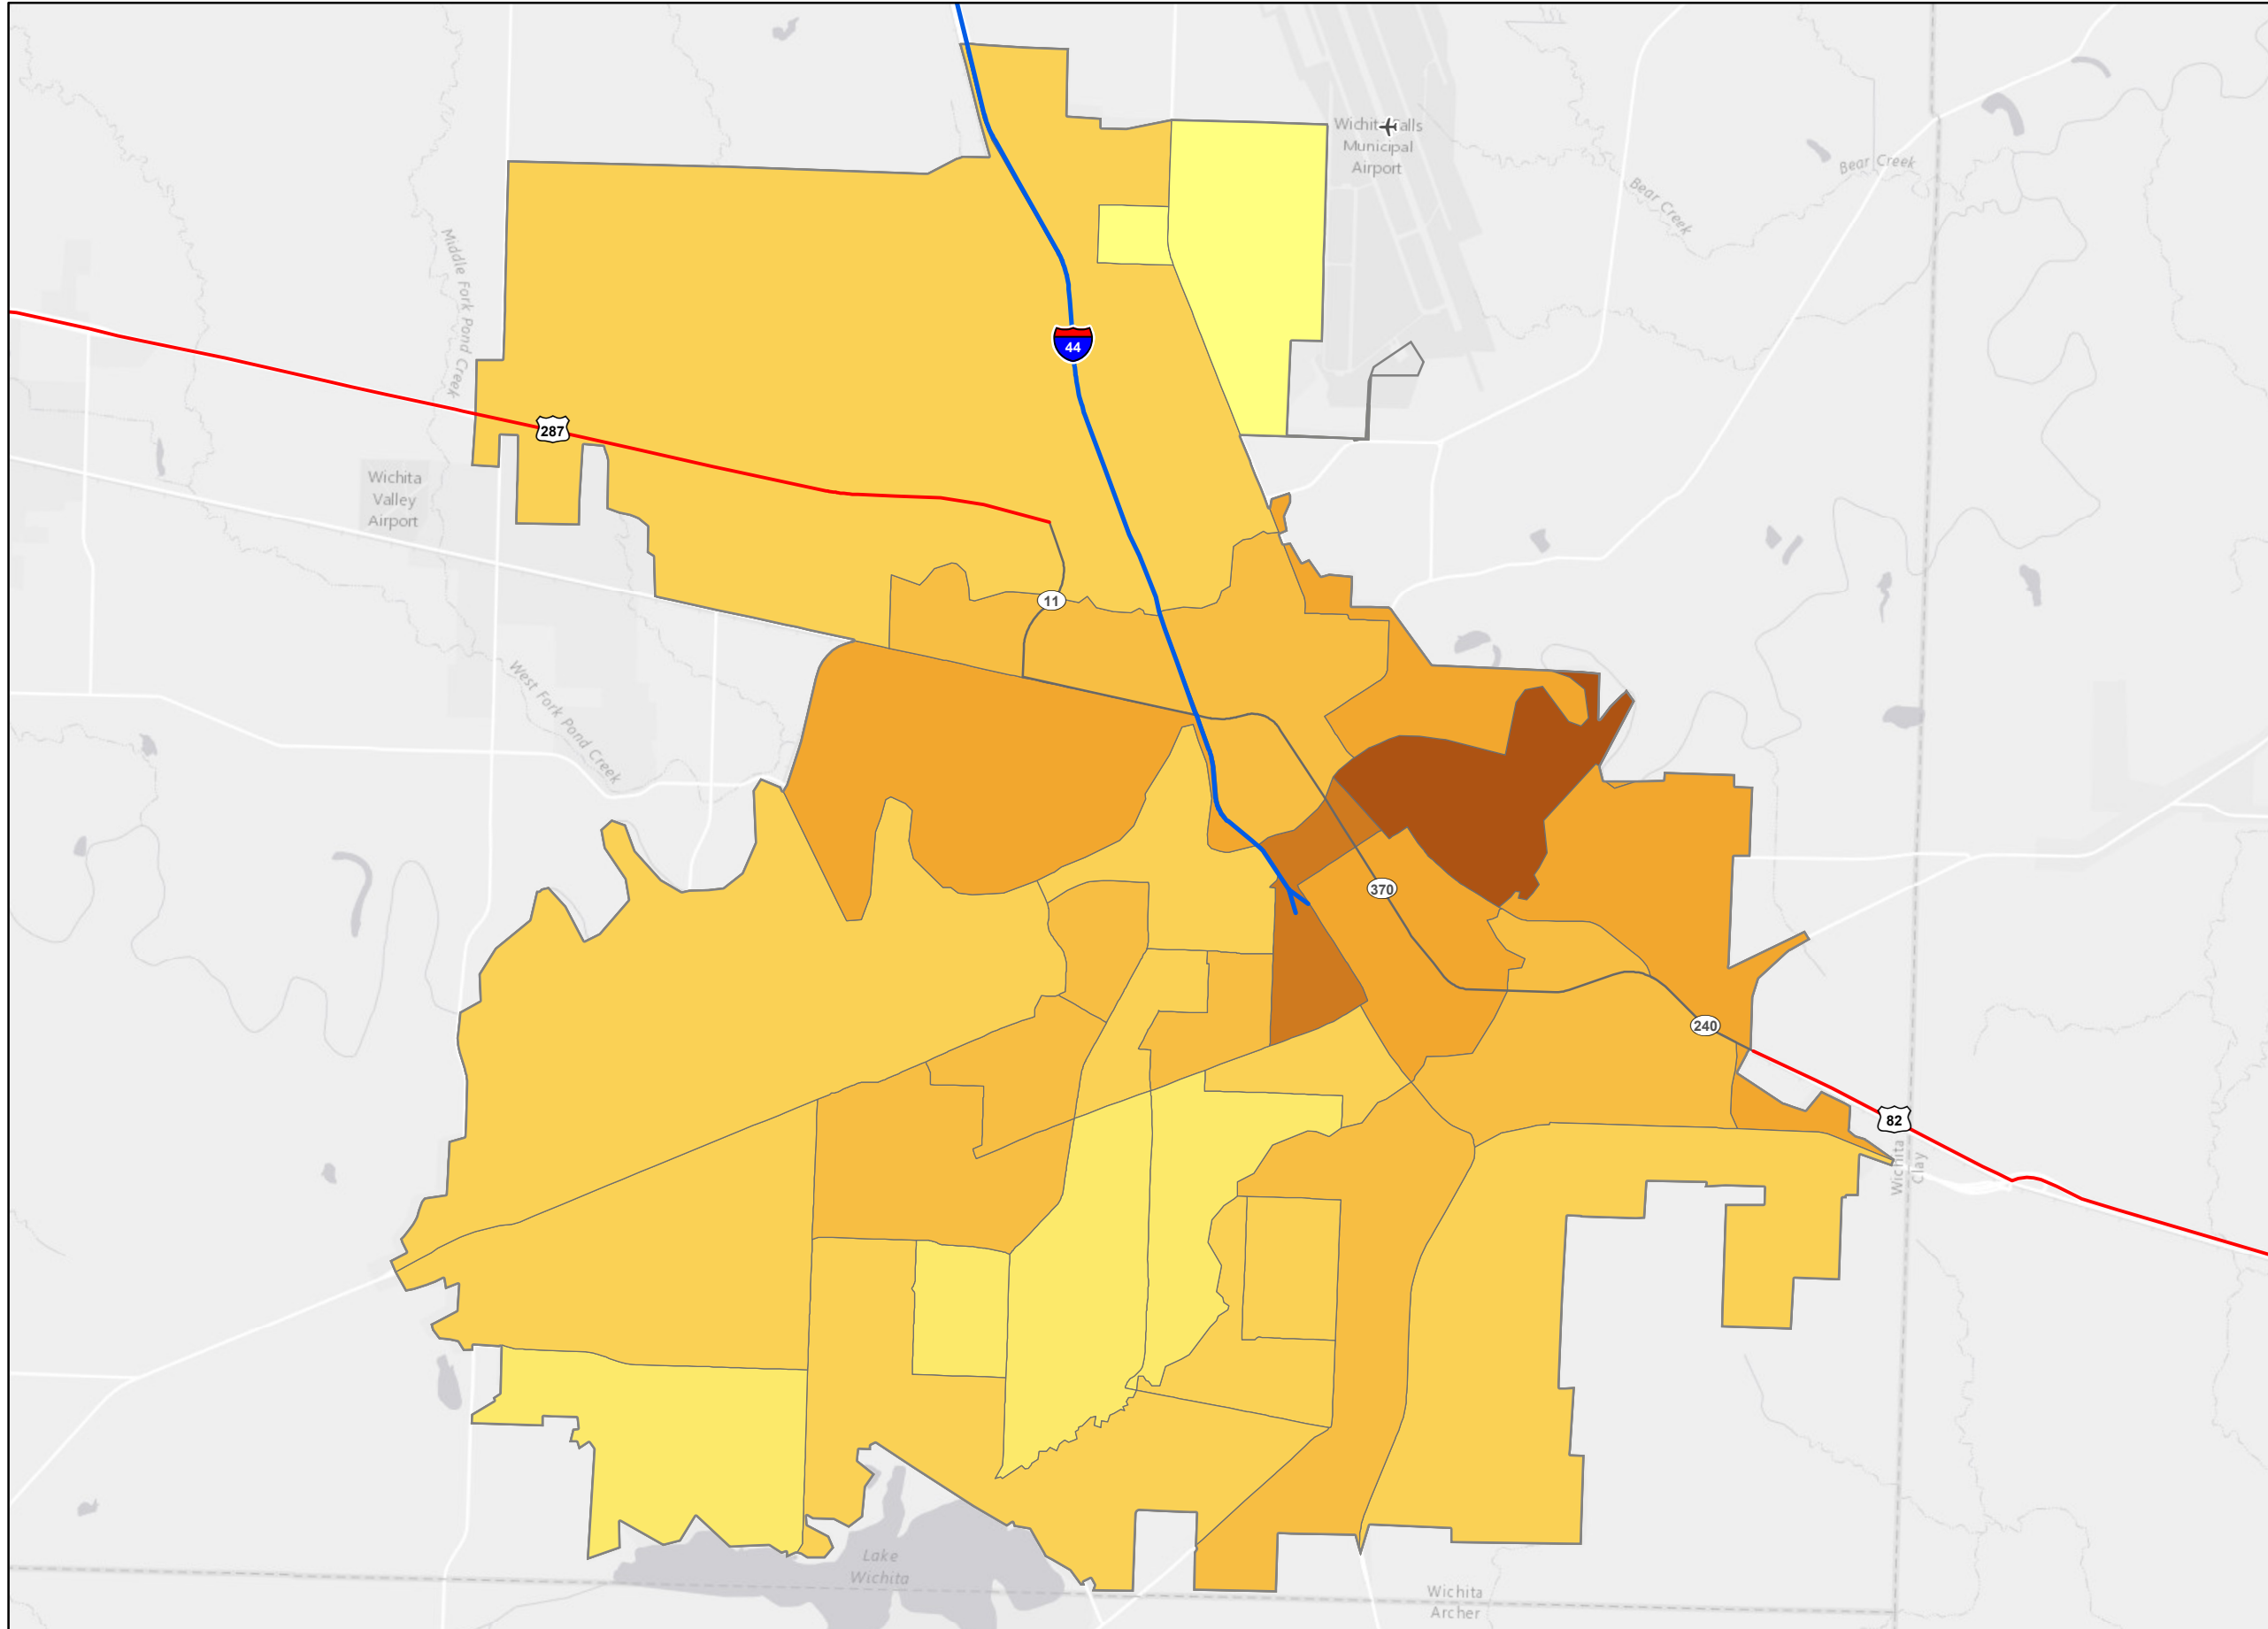 Wichita Falls
Municipal
Airport
Bear Creek
Bear Creek
Middle Fork Pond Creek
44
287
Wichita
Valley
Airport
11
West Fork Pond Creek
370
240
82
Wichita
Clay
Lake
Wichita
Wichita
Archer